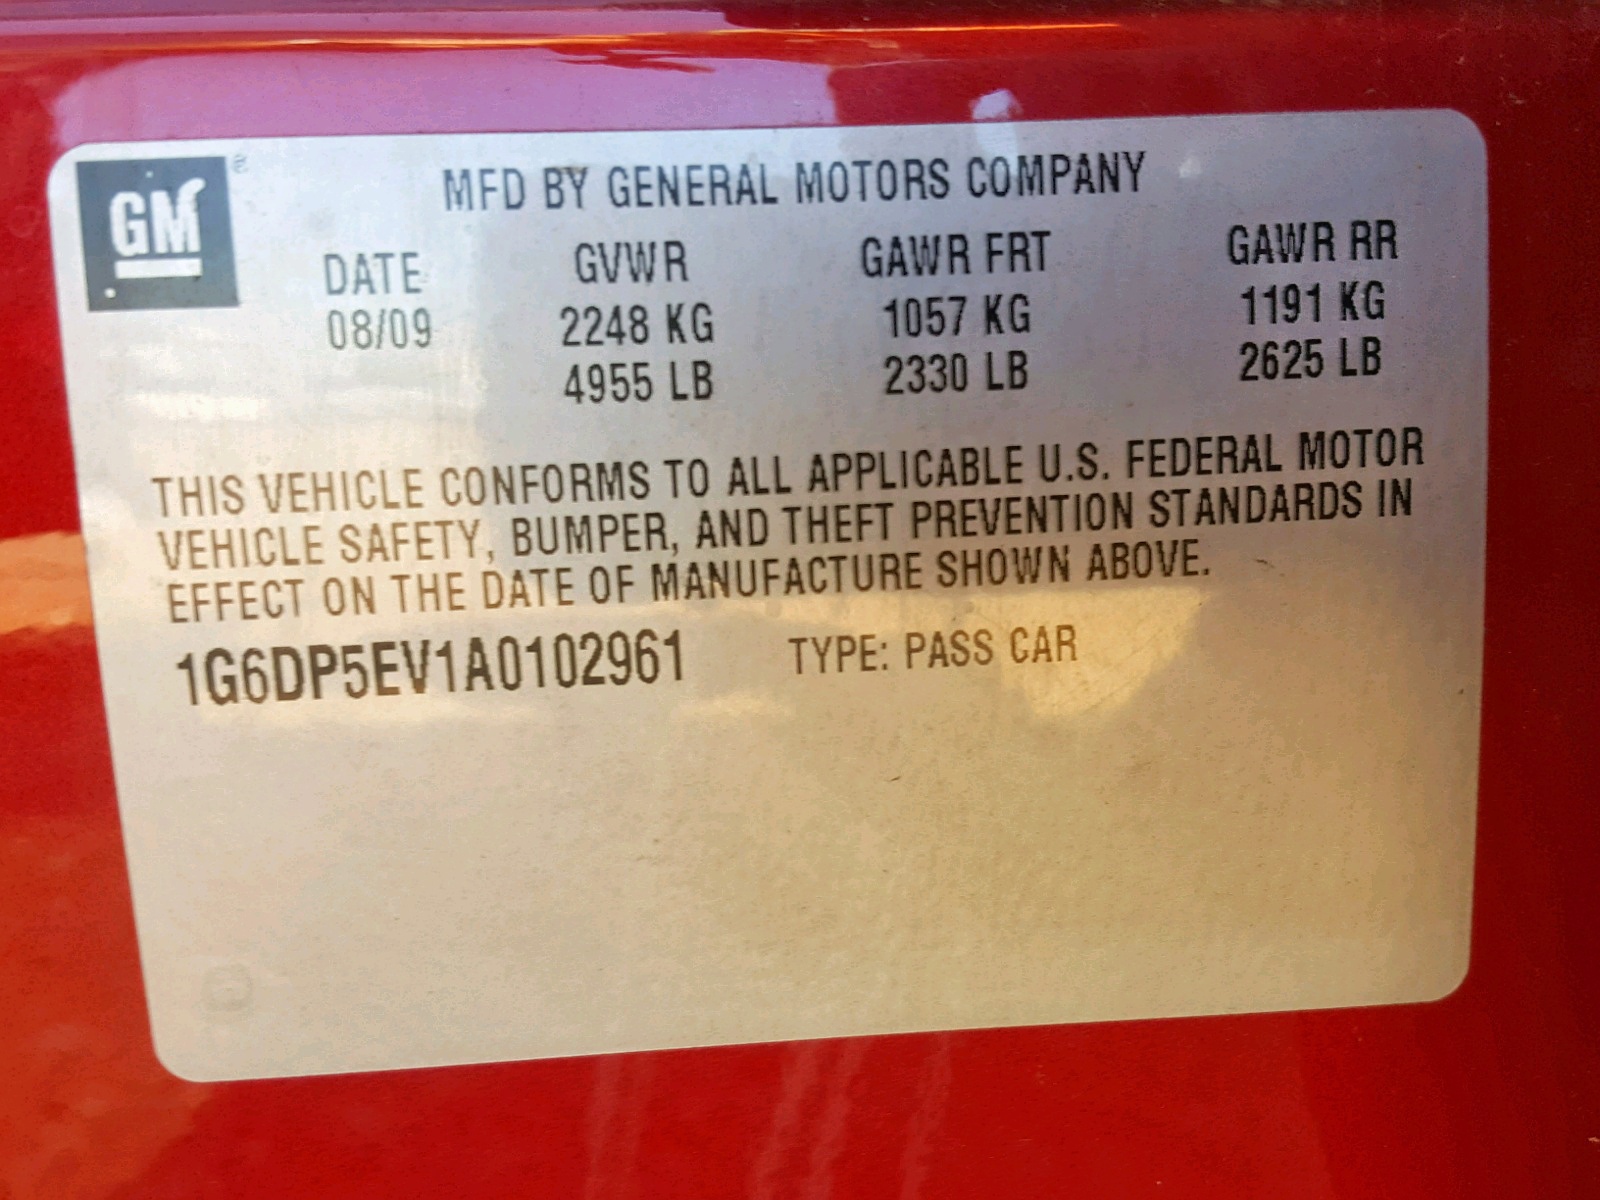 GM ®
MFD BY GENERAL MOTORS COMPANY
DATE GVWR GAWR FRT GAWR RR
08/09 2248 KG 1057 KG 1191 KG
4955 LB 2330 LB 2625 LB
THIS VEHICLE CONFORMS TO ALL APPLICABLE U.S. FEDERAL MOTOR
VEHICLE SAFETY, BUMPER, AND THEFT PREVENTION STANDARDS IN
EFFECT ON THE DATE OF MANUFACTURE SHOWN ABOVE.
1G6DP5EV1A0102961 TYPE: PASS CAR